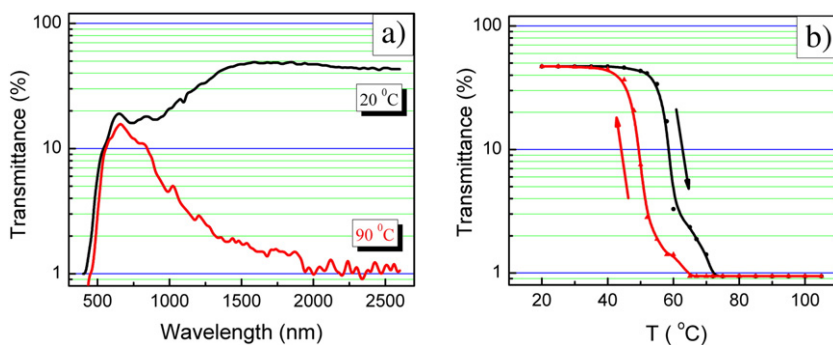 a)
100
10
1
Transmittance (%)
20 ⁰C
90 ⁰C
500 1000 1500 2000 2500
Wavelength (nm)
b)
100
10
1
Transmittance (%)
20 40 60 80 100
T (°C)